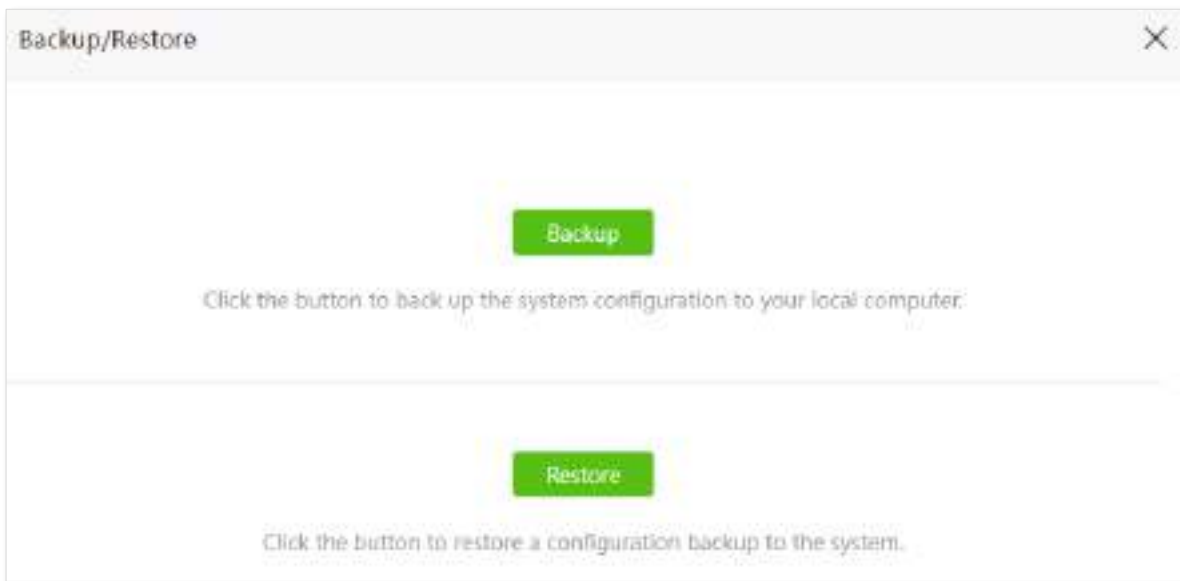 Backup/Restore
Backup
Click the button to back up the system configuration to your local computer.
Restore
Click the button to restore a configuration backup to the system.